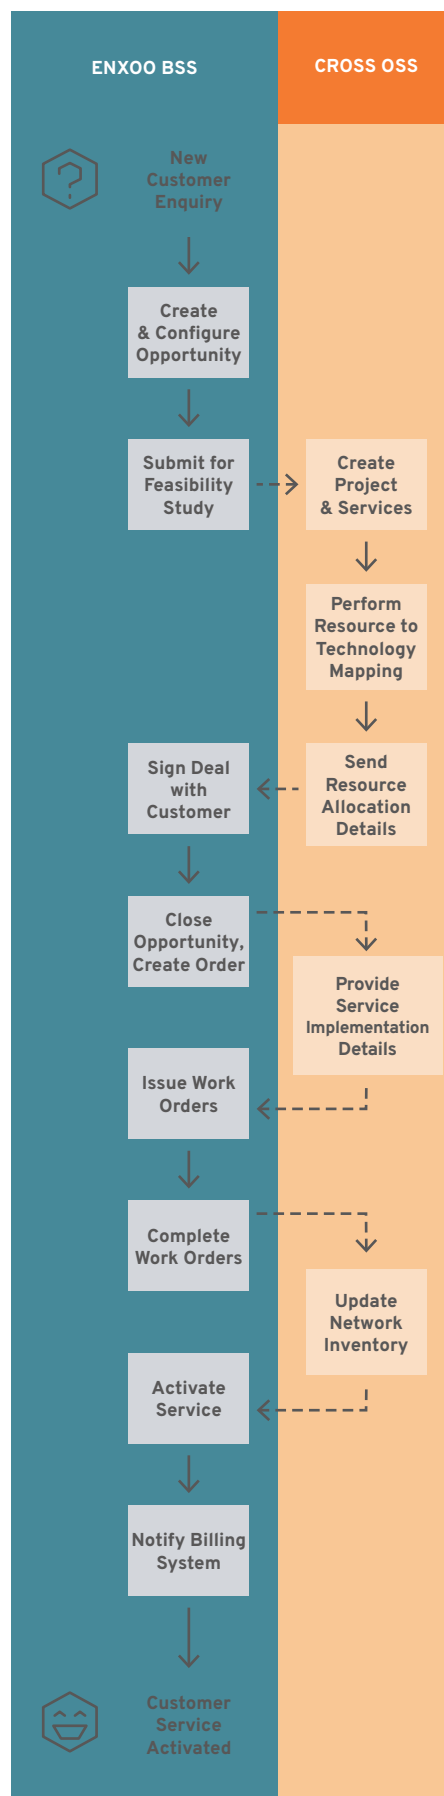 ENXOO BSS
CROSS OSS
New
Customer
Enquiry
Create
& Configure
Opportunity
Submit for
Feasibility
Study
Create
Project
& Services
Perform
Resource to
Technology
Mapping
Send
Resource
Allocation
Details
Sign Deal
with
Customer
Close
Opportunity,
Create Order
Provide
Service
Implementation
Details
Issue Work
Orders
Complete
Work Orders
Update
Network
Inventory
Activate
Service
Notify Billing
System
Customer
Service
Activated